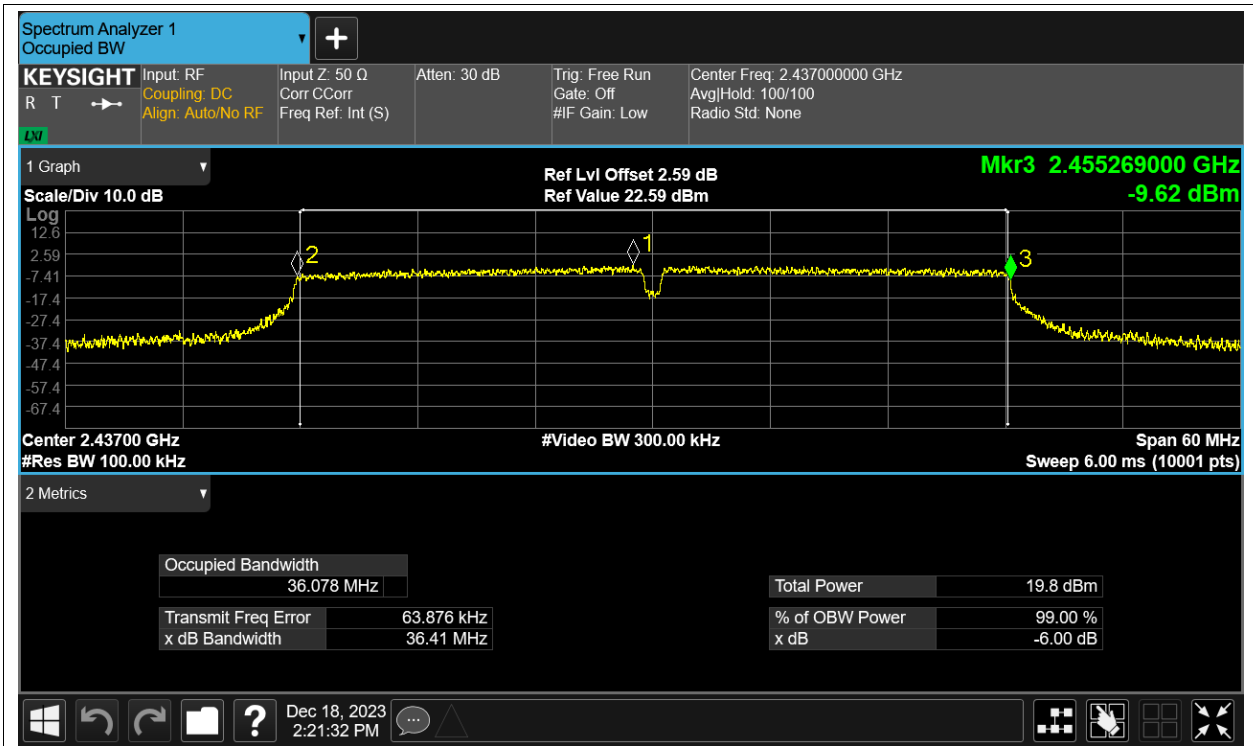 Spectrum Analyzer 1
Occupied BW
+
KEYSIGHT
R T
LXI
Input: RF
Coupling: DC
Align: Auto/No RF
Input Z: 50 Ω
Corr CCorr
Freq Ref: Int (S)
Atten: 30 dB
Trig: Free Run
Gate: Off
#IF Gain: Low
Center Freq: 2.437000000 GHz
Avg|Hold: 100/100
Radio Std: None
1 Graph
Scale/Div 10.0 dB
Ref Lvl Offset 2.59 dB
Ref Value 22.59 dBm
Mkr3 2.455269000 GHz
-9.62 dBm
Log
12.6
2.59
-7.41
-17.4
-27.4
-37.4
-47.4
-57.4
-67.4
2
1
3
Center 2.43700 GHz
#Res BW 100.00 kHz
#Video BW 300.00 kHz
Span 60 MHz
Sweep 6.00 ms (10001 pts)
2 Metrics
Occupied Bandwidth
36.078 MHz
Transmit Freq Error 63.876 kHz
x dB Bandwidth 36.41 MHz
Total Power 19.8 dBm
% of OBW Power 99.00 %
x dB -6.00 dB
?
Dec 18, 2023
2:21:32 PM